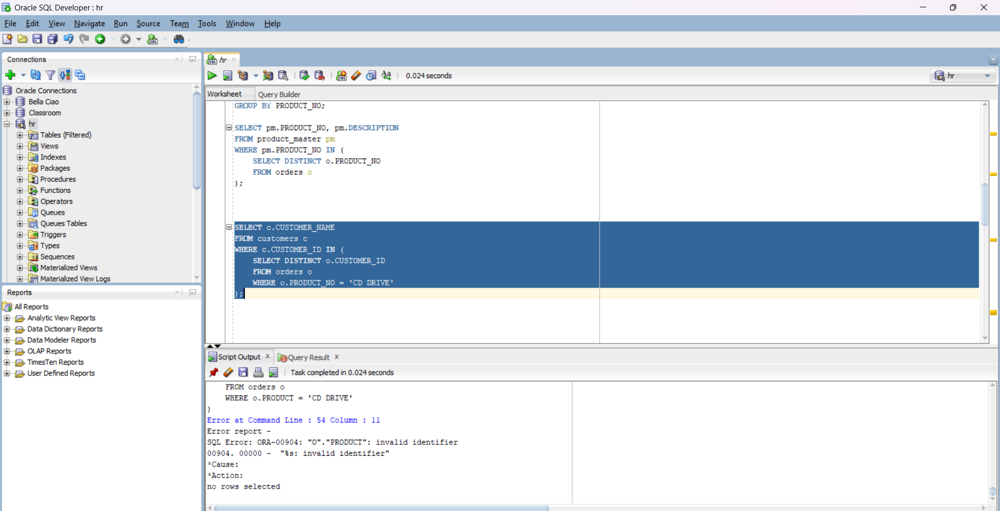 Oracle SQL Developer : hr
File Edit View Navigate Run Source Team Tools Window Help
Connections
Oracle Connections
Bella Ciao
Classroom
hr
Tables (Filtered)
Views
Indexes
Packages
Procedures
Functions
Operators
Queues
Queues Tables
Triggers
Types
Sequences
Materialized Views
Materialized View Logs
Reports
All Reports
Analytic View Reports
Data Dictionary Reports
Data Modeler Reports
OLAP Reports
TimesTen Reports
User Defined Reports
hr
0.024 seconds
hr
Worksheet Query Builder
GROUP BY PRODUCT_NO;
SELECT pm.PRODUCT_NO, pm.DESCRIPTION
FROM product_master pm
WHERE pm.PRODUCT_NO IN (
SELECT DISTINCT o.PRODUCT_NO
FROM orders o
);
SELECT c.CUSTOMER_NAME
FROM customers c
WHERE c.CUSTOMER_ID IN (
SELECT DISTINCT o.CUSTOMER_ID
FROM orders o
WHERE o.PRODUCT_NO = 'CD DRIVE'
);
Script Output Query Result
Task completed in 0.024 seconds
FROM orders o
WHERE o.PRODUCT = 'CD DRIVE'
)
Error at Command Line : 54 Column : 11
Error report -
SQL Error: ORA-00904: "O"."PRODUCT": invalid identifier
00904. 00000 - "%s: invalid identifier"
*Cause:
*Action:
no rows selected